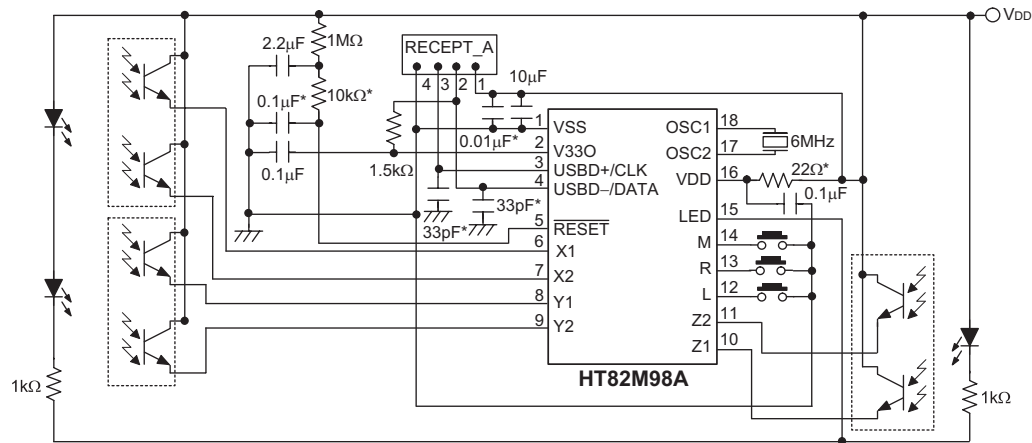 VDD
2.2μF
1MΩ
RECEPT_A
4 3 2 1
10kΩ*
0.1μF*
0.1μF
1.5kΩ
10μF
0.01μF*
33pF*
33pF*
1 VSS
2 V33O
3 USBD+/CLK
4 USBD−/DATA
5 RESET
6 X1
7 X2
8 Y1
9 Y2
OSC1 18
OSC2 17
VDD 16
LED 15
M 14
R 13
L 12
Z2 11
Z1 10
6MHz
22Ω*
0.1μF
HT82M98A
1kΩ
1kΩ